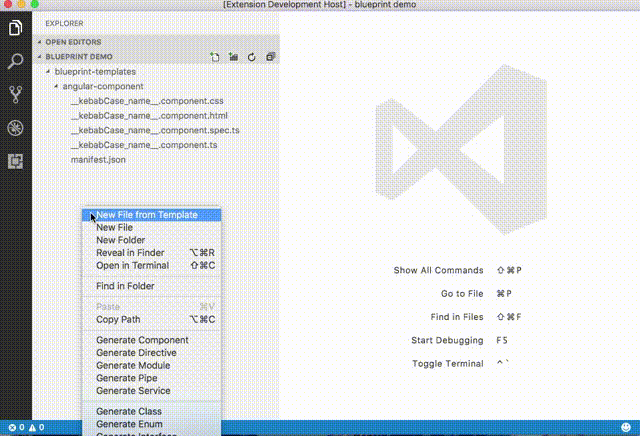 [Extension Development Host] - blueprint demo
EXPLORER
OPEN EDITORS
BLUEPRINT DEMO
blueprint-templates
angular-component
__kebabCase_name__.component.css
__kebabCase_name__.component.html
__kebabCase_name__.component.spec.ts
__kebabCase_name__.component.ts
manifest.json
New File from Template
New File
New Folder
Reveal in Finder ⌥⌘R
Open in Terminal ⇧⌘C
Find in Folder
Paste ⌘V
Copy Path ⌥⌘C
Generate Component
Generate Directive
Generate Module
Generate Pipe
Generate Service
Generate Class
Generate Enum
Generate Interface
Show All Commands ⇧⌘P
Go to File ⌘P
Find in Files ⇧⌘F
Start Debugging F5
Toggle Terminal ^`
0 0